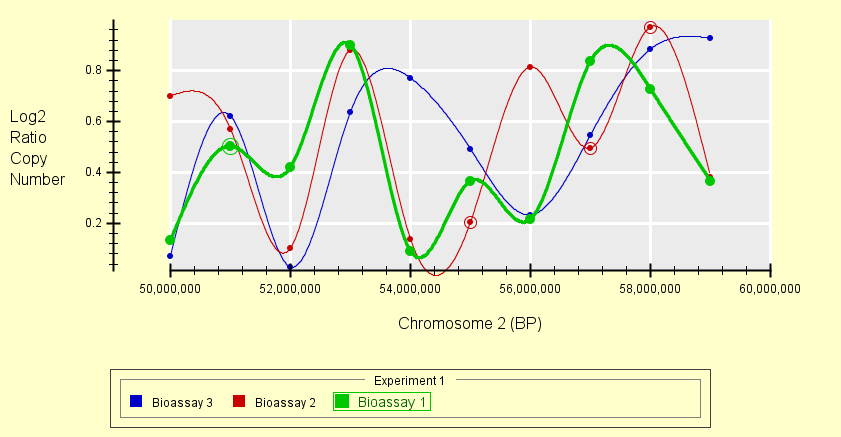 Log2
Ratio
Copy
Number
0.8
0.6
0.4
0.2
50,000,000 52,000,000 54,000,000 56,000,000 58,000,000 60,000,000
Chromosome 2 (BP)
Experiment 1
Bioassay 3 Bioassay 2 Bioassay 1